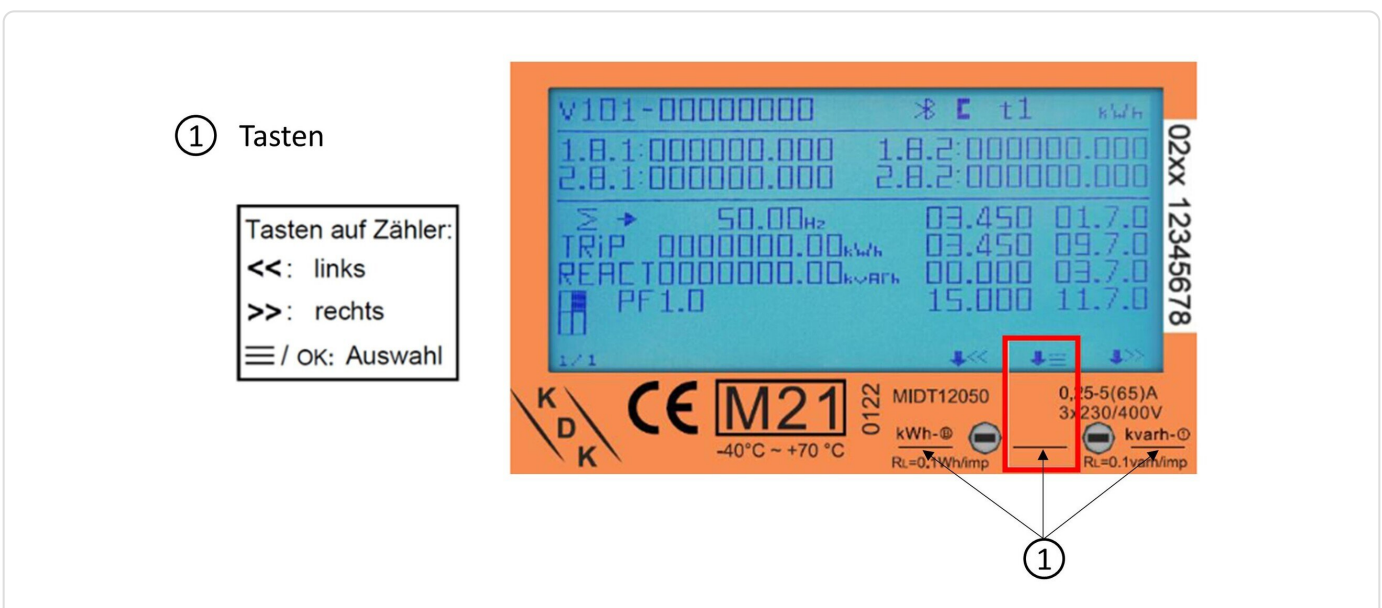 ① Tasten
Tasten auf Zähler:
<<: links
>>: rechts
☰/ OK: Auswahl
v101-00000000 t1 kWh
1.8.1:000000.000 1.8.2:000000.000
2.8.1:000000.000 2.8.2:000000.000
Σ → 50.00Hz 03.450 01.7.0
TRiP 0000000.00kWh 03.450 09.7.0
REACT0000000.00kvARh 00.000 03.7.0
PF1.0 15.000 11.7.0
1/1 ⬇<< ⬇☰ ⬇>>
02xx 12345678
KDK
CE M21 0122
-40°C ~ +70 °C
MIDT12050 0,25-5(65)A
3x230/400V
kWh-⑪ kvarh-①
RL=0.1Wh/imp RL=0.1varh/imp
①